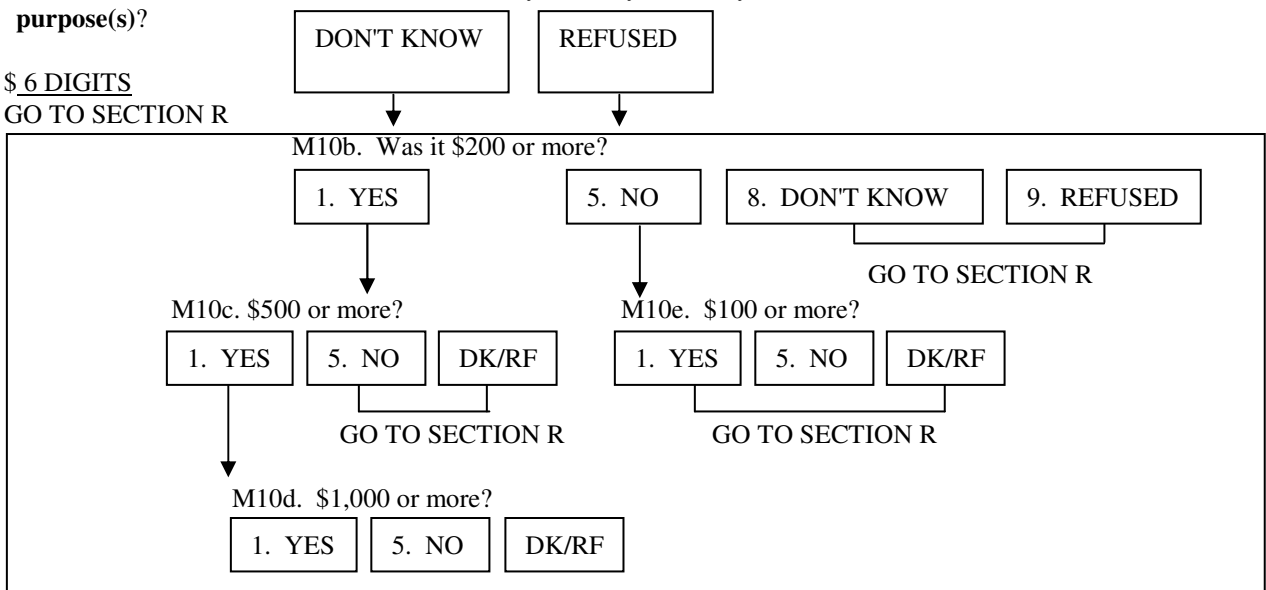 purpose(s)?
DON'T KNOW
REFUSED
$ 6 DIGITS
GO TO SECTION R
M10b. Was it $200 or more?
1. YES
5. NO
8. DON'T KNOW
9. REFUSED
GO TO SECTION R
M10c. $500 or more?
M10e. $100 or more?
1. YES
5. NO
DK/RF
1. YES
5. NO
DK/RF
GO TO SECTION R
GO TO SECTION R
M10d. $1,000 or more?
1. YES
5. NO
DK/RF